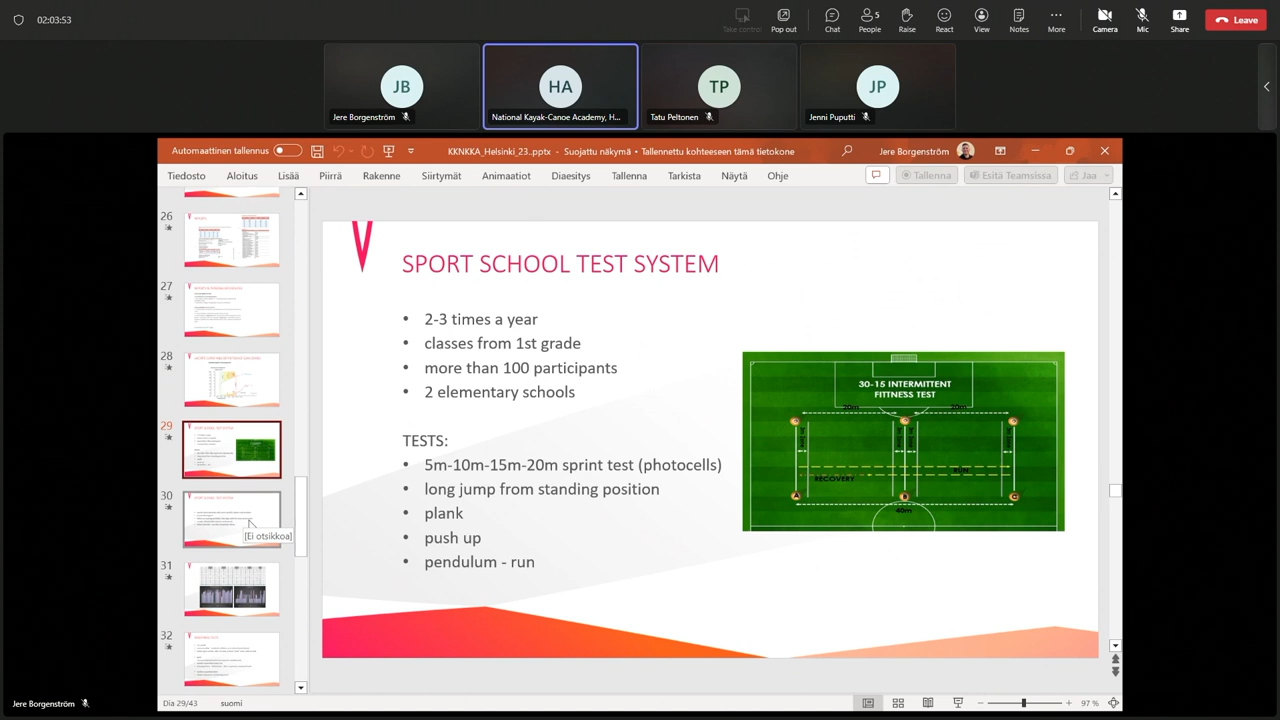 02:03:53
Take control
Pop out
Chat
5
People
Raise
React
View
Notes
More
Camera
Mic
Share
Leave
JB
HA
TP
JP
Jere Borgenström
National Kayak-Canoe Academy, H...
Tatu Peltonen
Jenni Puputti
Automaattinen tallennus
KKNKKA_Helsinki_23..pptx - Suojattu näkymä • Tallennettu kohteeseen tämä tietokone
Jere Borgenström
Tiedosto
Aloitus
Lisää
Piirrä
Rakenne
Siirtymät
Animaatiot
Diaesitys
Tallenna
Tarkista
Näytä
Ohje
Tallenna
Esitä Teamsissa
Jaa
26
27
28
29
30
[Ei otsikkoa]
31
32
SPORT SCHOOL TEST SYSTEM
• 2-3 times a year
• classes from 1st grade
• more than 100 participants
• 2 elementary schools
TESTS:
• 5m-10m-15m-20m sprint test (photocells)
• long jump from standing position
• plank
• push up
• pendulum - run
30-15 INTERMITTENT
FITNESS TEST
20m
20m
RECOVERY
A
B
C
40m
Jere Borgenström
Dia 29/43
suomi
97 %